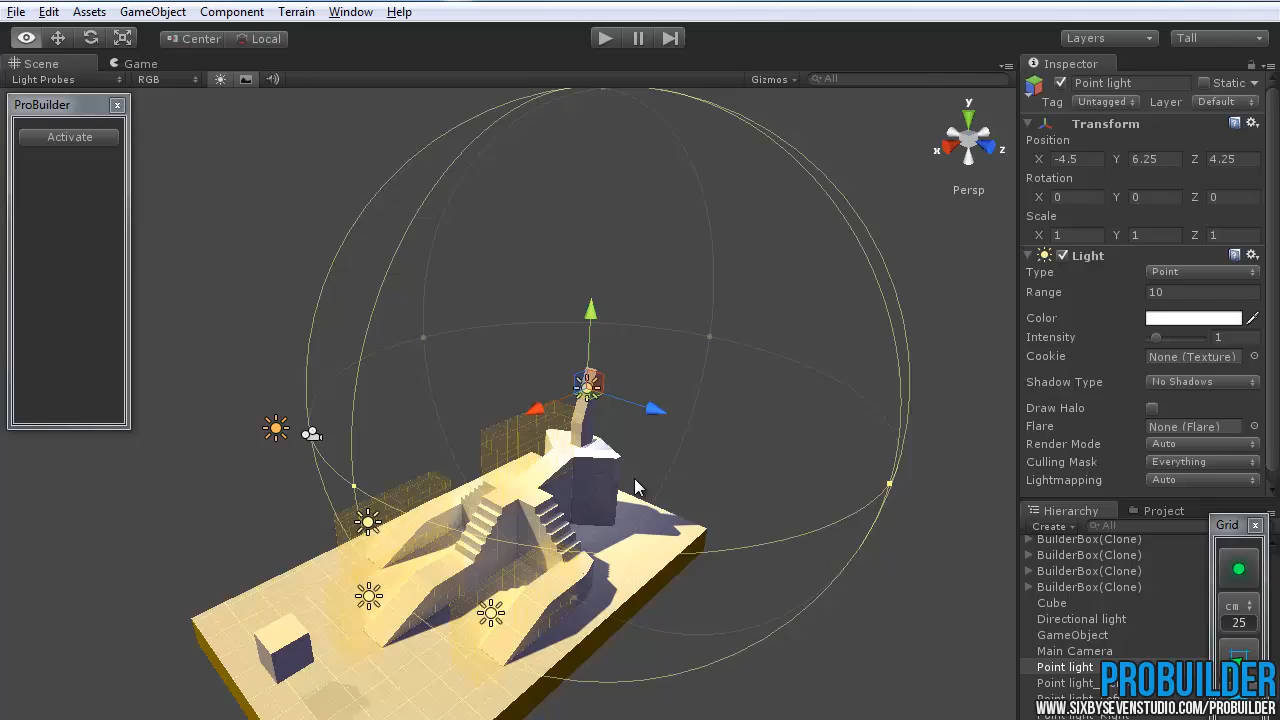 File Edit Assets GameObject Component Terrain Window Help
Center Local Layers Tall
Scene Game
Light Probes RGB Gizmos All
ProBuilder
Activate
y
x z
Persp
Inspector
Point light Static
Tag Untagged Layer Default
Transform
Position
X -4.5 Y 6.25 Z 4.25
Rotation
X 0 Y 0 Z 0
Scale
X 1 Y 1 Z 1
Light
Type Point
Range 10
Color
Intensity 1
Cookie None (Texture)
Shadow Type No Shadows
Draw Halo
Flare None (Flare)
Render Mode Auto
Culling Mask Everything
Lightmapping Auto
Hierarchy Project
Create All
BuilderBox(Clone)
BuilderBox(Clone)
BuilderBox(Clone)
BuilderBox(Clone)
Cube
Directional light
GameObject
Main Camera
Point light
Point light
Grid
cm
25
PROBUILDER
WWW.SIXBYSEVENSTUDIO.COM/PROBUILDER